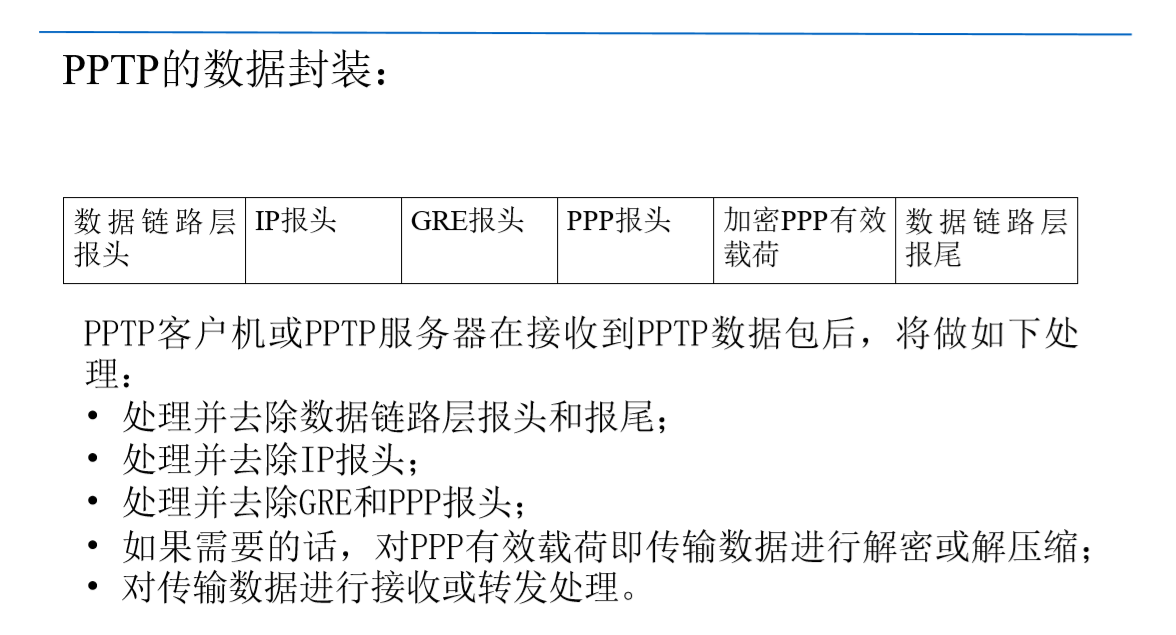 PPTP的数据封装：
数据链路层 IP报头 GRE报头 PPP报头 加密PPP有效 数据链路层
报头 载荷 报尾
PPTP客户机或PPTP服务器在接收到PPTP数据包后，将做如下处
理：
• 处理并去除数据链路层报头和报尾；
• 处理并去除IP报头；
• 处理并去除GRE和PPP报头；
• 如果需要的话，对PPP有效载荷即传输数据进行解密或解压缩；
• 对传输数据进行接收或转发处理。